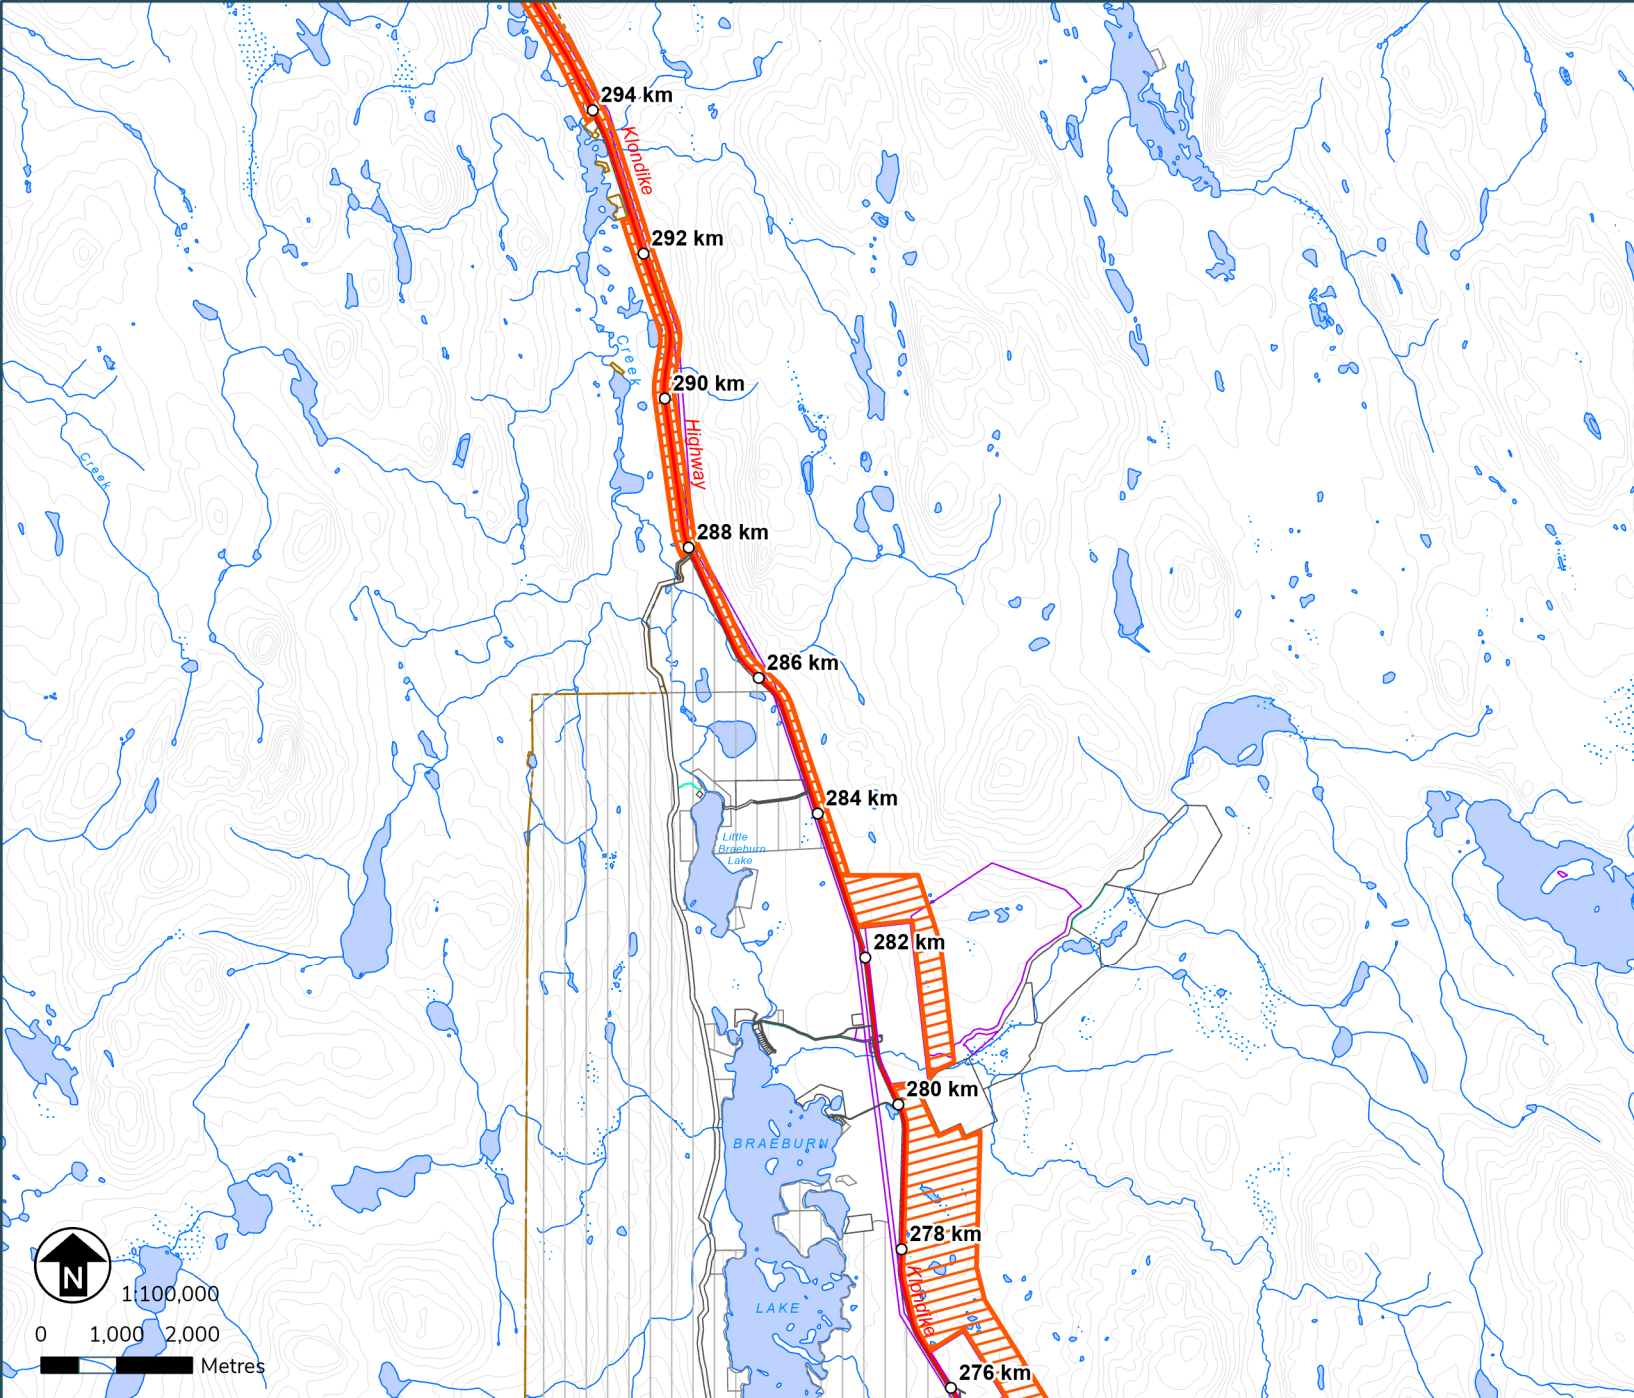 294 km
Klondike
292 km
Creek
290 km
Highway
Creek
288 km
286 km
284 km
Little
Braeburn
Lake
282 km
280 km
BRAEBURN
278 km
Klondike
LAKE
276 km
N
1:100,000
0 1,000 2,000
Metres